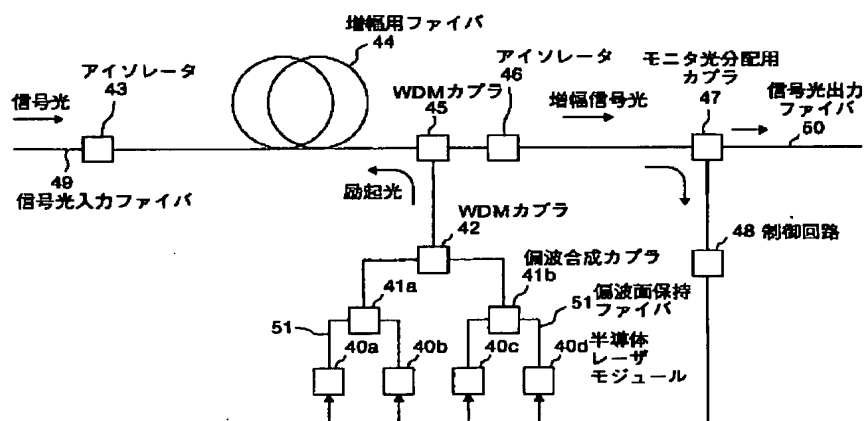 増幅用ファイバ
44
アイソレータ
43
信号光
49
信号光入力ファイバ
WDMカプラ
45
アイソレータ
46
増幅信号光
モニタ光分配用
カプラ
47
信号光出力
ファイバ
50
励起光
WDMカプラ
42
48 制御回路
41a
偏波合成カプラ
41b
51
51 偏波面保持
ファイバ
40a
40b
40c
40d 半導体
レーザ
モジュール